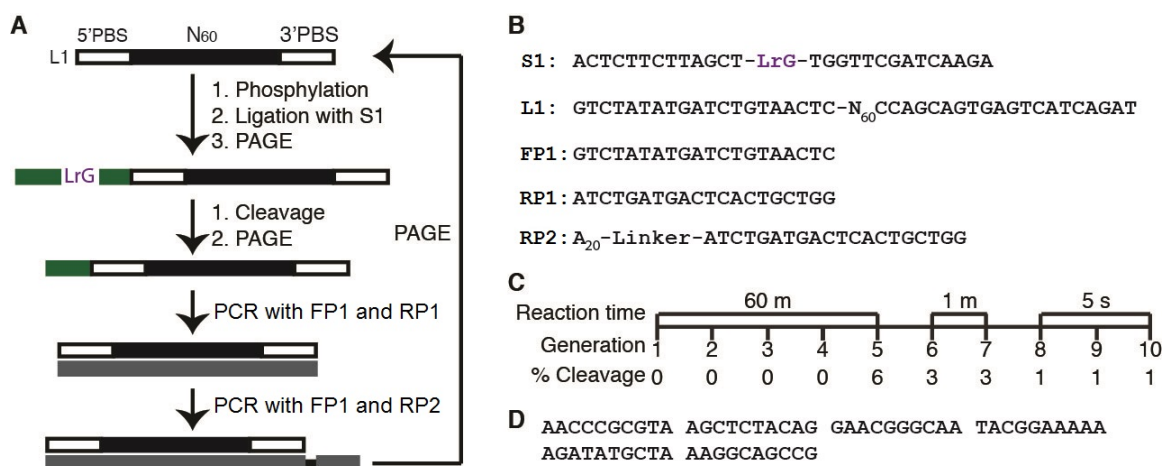 A
5'PBS N60 3'PBS
L1
1. Phosphylation
2. Ligation with S1
3. PAGE
LrG
1. Cleavage
2. PAGE
PAGE
PCR with FP1 and RP1
PCR with FP1 and RP2
B
S1: ACTCTTCTTAGCT-LrG-TGGTTCGATCAAGA
L1: GTCTATATGATCTGTAACTC-N60CCAGCAGTGAGTCATCAGAT
FP1: GTCTATATGATCTGTAACTC
RP1: ATCTGATGACTCACTGCTGG
RP2: A20-Linker-ATCTGATGACTCACTGCTGG
C
Reaction time 60 m 1 m 5 s
Generation 1 2 3 4 5 6 7 8 9 10
% Cleavage 0 0 0 0 6 3 3 1 1 1
D
AACCCGCGTA AGCTCTACAG GAACGGGCAA TACGGAAAAA
AGATATGCTA AAGGCAGCCG